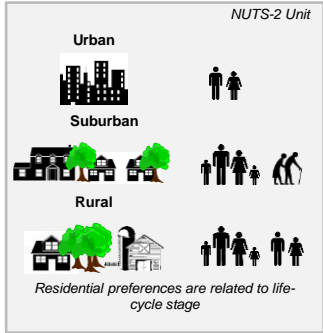 NUTS-2 Unit
Urban
Suburban
Rural
Residential preferences are related to life-
cycle stage